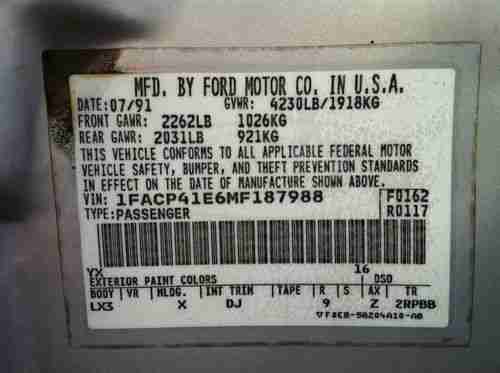 MFD. BY FORD MOTOR CO. IN U.S.A.
DATE: 07/91 GVWR: 4230LB/1918KG
FRONT GAWR: 2262LB 1026KG
REAR GAWR: 2031LB 921KG
THIS VEHICLE CONFORMS TO ALL APPLICABLE FEDERAL MOTOR
VEHICLE SAFETY, BUMPER, AND THEFT PREVENTION STANDARDS
IN EFFECT ON THE DATE OF MANUFACTURE SHOWN ABOVE.
VIN: 1FACP41E6MF187988 F0162
TYPE: PASSENGER R0117
YX 16
EXTERIOR PAINT COLORS DSO
BODY VR MLDG. INT TRIM TAPE R S AX TR
LX3 X DJ 9 Z 2RPBB